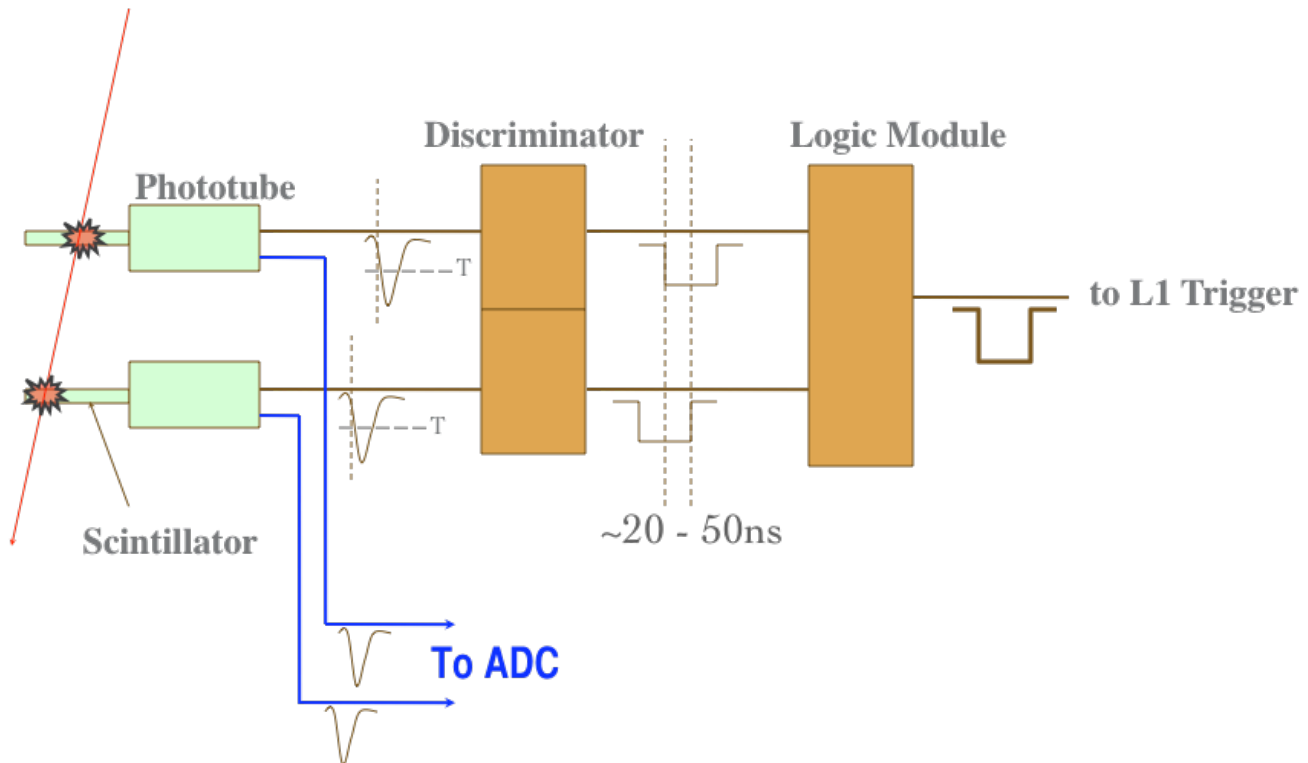 Discriminator
Logic Module
Phototube
T
to L1 Trigger
T
~20 - 50ns
Scintillator
To ADC